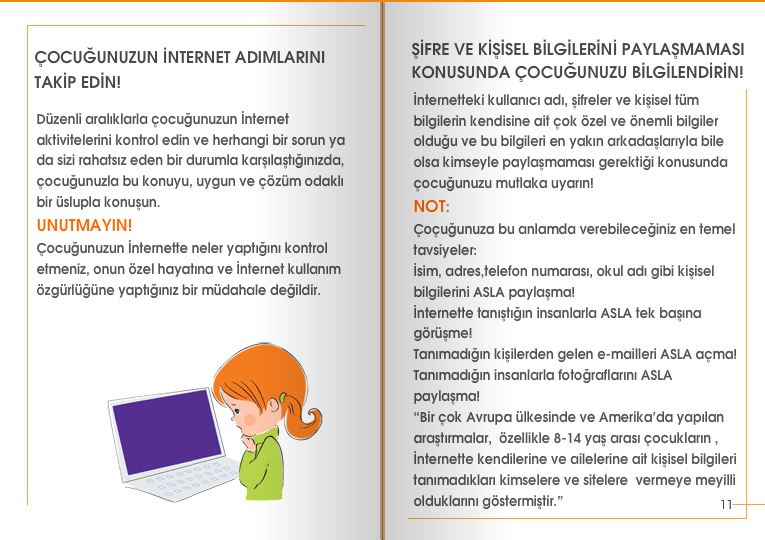 ÇOCUĞUNUZUN İNTERNET ADIMLARINI
TAKİP EDİN!
Düzenli aralıklarla çocuğunuzun İnternet
aktivitelerini kontrol edin ve herhangi bir sorun ya
da sizi rahatsız eden bir durumla karşılaştığınızda,
çocuğunuzla bu konuyu, uygun ve çözüm odaklı
bir üslupla konuşun.
UNUTMAYIN!
Çocuğunuzun İnternette neler yaptığını kontrol
etmeniz, onun özel hayatına ve İnternet kullanım
özgürlüğüne yaptığınız bir müdahale değildir.
ŞİFRE VE KİŞİSEL BİLGİLERİNİ PAYLAŞMAMASI
KONUSUNDA ÇOCUĞUNUZU BİLGİLENDİRİN!
İnternetteki kullanıcı adı, şifreler ve kişisel tüm
bilgilerin kendisine ait çok özel ve önemli bilgiler
olduğu ve bu bilgileri en yakın arkadaşlarıyla bile
olsa kimseyle paylaşmaması gerektiği konusunda
çocuğunuzu mutlaka uyarın!
NOT:
Çoçuğunuza bu anlamda verebileceğiniz en temel
tavsiyeler:
İsim, adres,telefon numarası, okul adı gibi kişisel
bilgilerini ASLA paylaşma!
İnternette tanıştığın insanlarla ASLA tek başına
görüşme!
Tanımadığın kişilerden gelen e-mailleri ASLA açma!
Tanımadığın insanlarla fotoğraflarını ASLA
paylaşma!
“Bir çok Avrupa ülkesinde ve Amerika’da yapılan
araştırmalar, özellikle 8-14 yaş arası çocukların ,
İnternette kendilerine ve ailelerine ait kişisel bilgileri
tanımadıkları kimselere ve sitelere vermeye meyilli
olduklarını göstermiştir.”
11